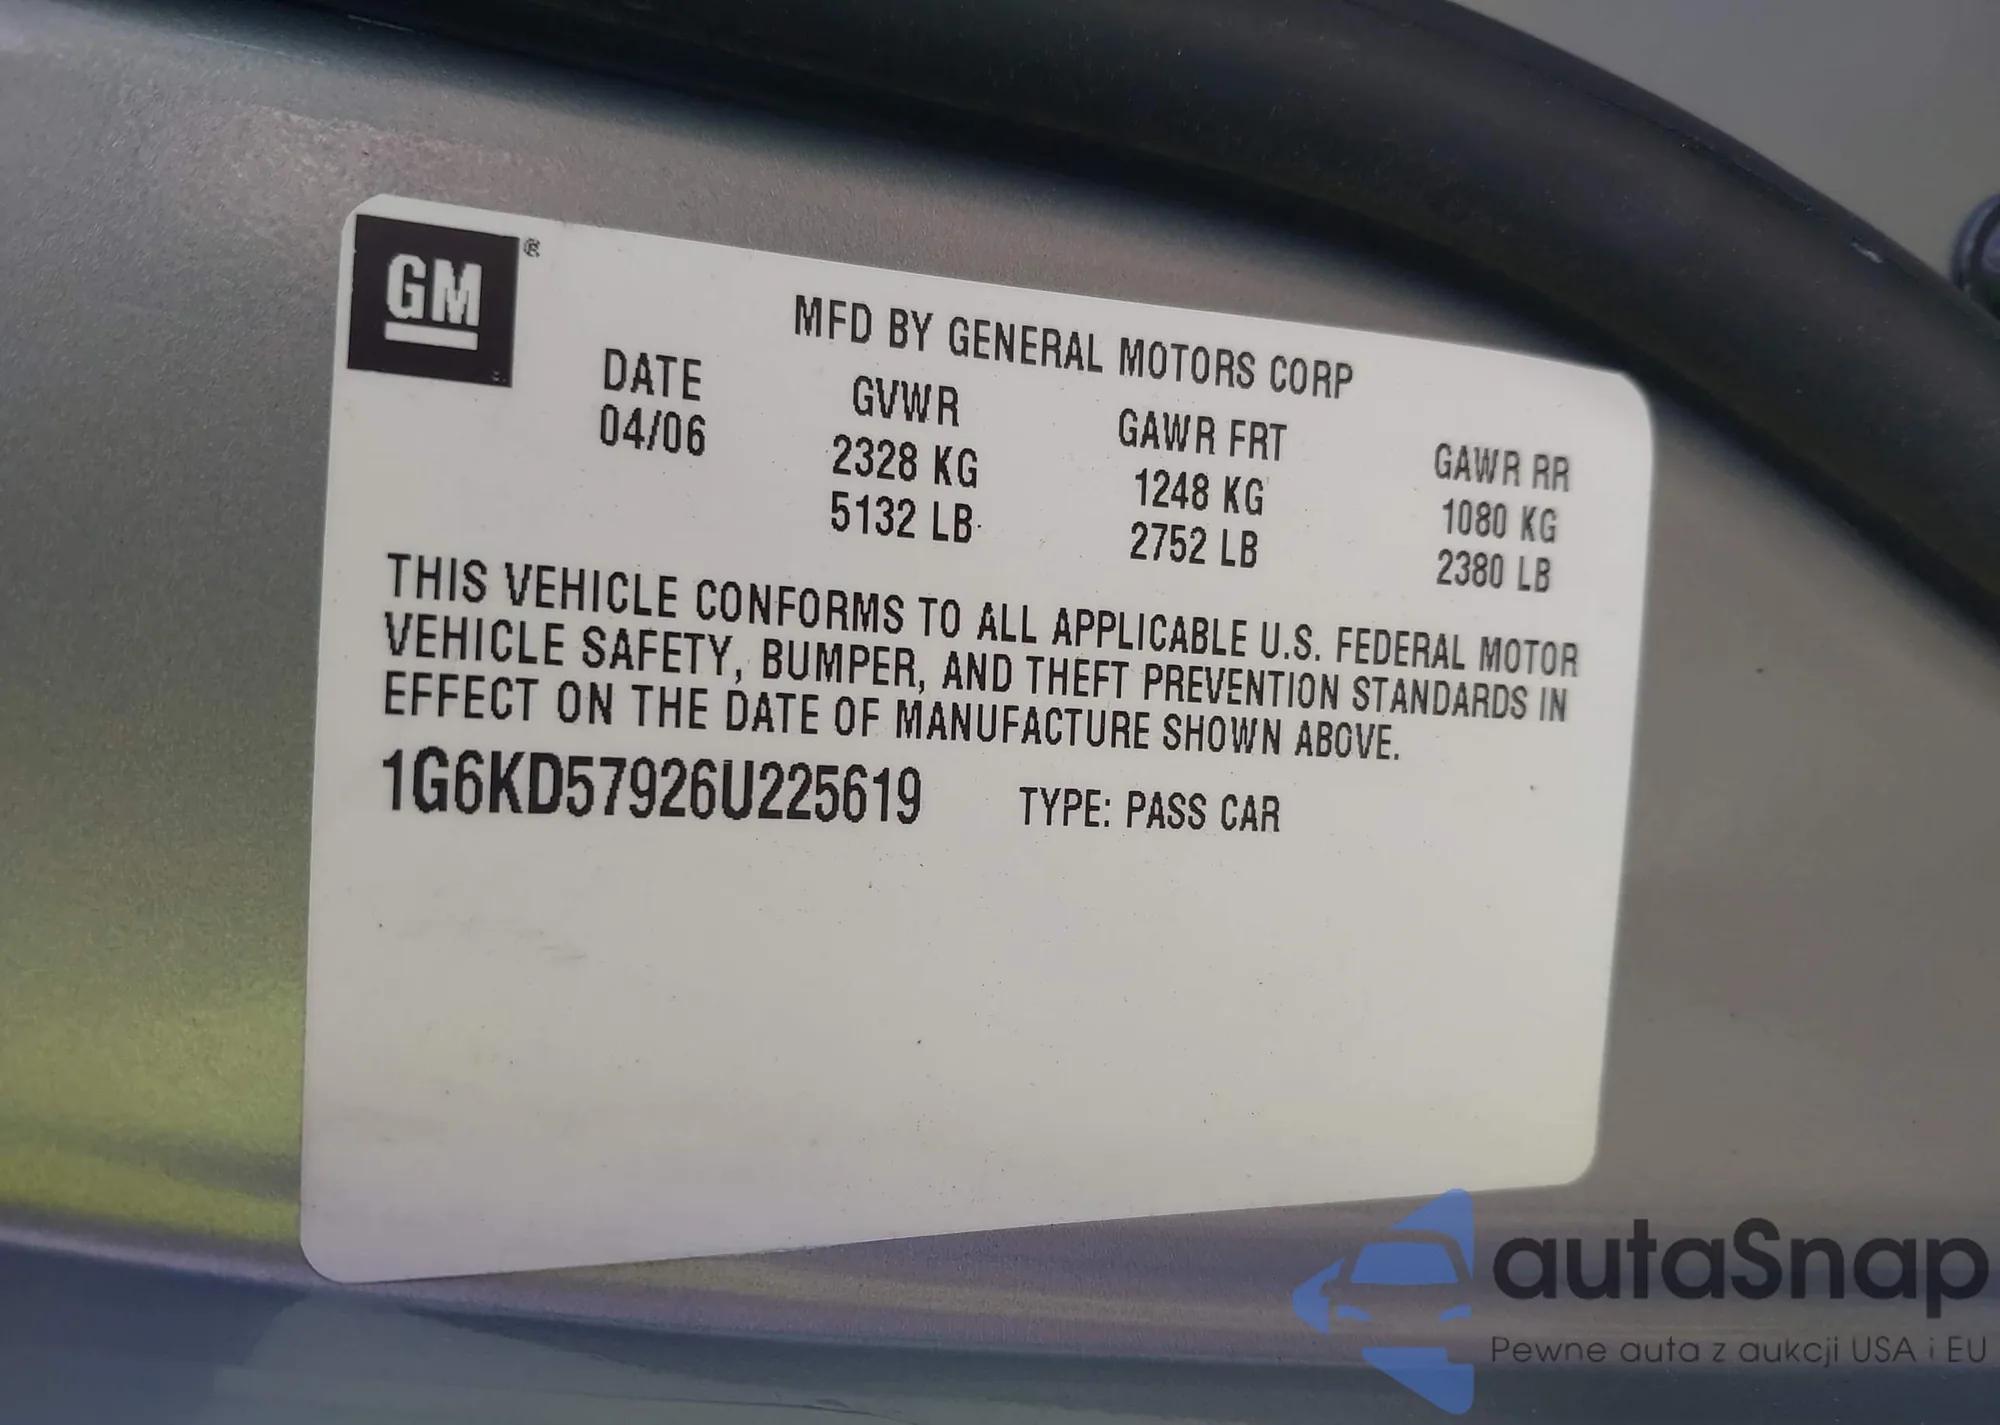 GM ®
MFD BY GENERAL MOTORS CORP
DATE GVWR GAWR FRT GAWR RR
04/06 2328 KG 1248 KG 1080 KG
5132 LB 2752 LB 2380 LB
THIS VEHICLE CONFORMS TO ALL APPLICABLE U.S. FEDERAL MOTOR
VEHICLE SAFETY, BUMPER, AND THEFT PREVENTION STANDARDS IN
EFFECT ON THE DATE OF MANUFACTURE SHOWN ABOVE.
1G6KD57926U225619 TYPE: PASS CAR
autaSnap
Pewne auta z aukcji USA i EU